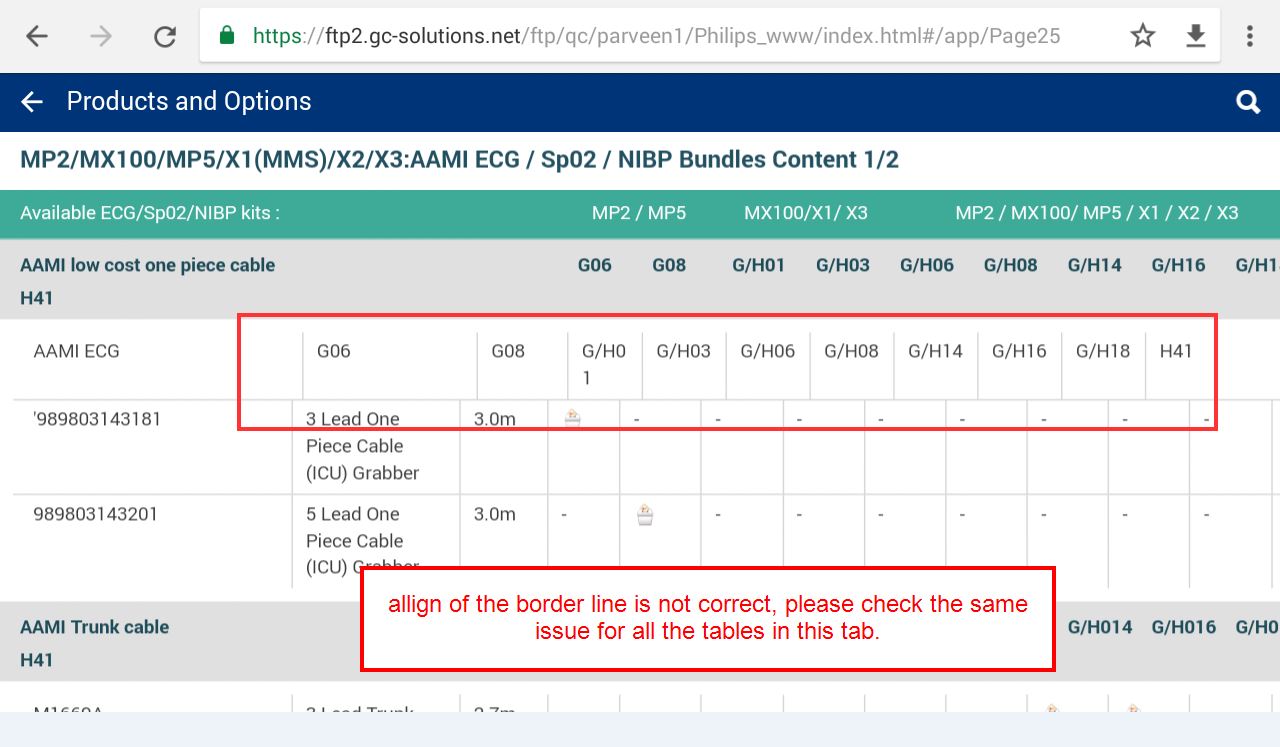 https://ftp2.gc-solutions.net/ftp/qc/parveen1/Philips_www/index.html#/app/Page25
Products and Options
MP2/MX100/MP5/X1(MMS)/X2/X3:AAMI ECG / Sp02 / NIBP Bundles Content 1/2
Available ECG/Sp02/NIBP kits : MP2 / MP5 MX100/X1/ X3 MP2 / MX100/ MP5 / X1 / X2 / X3
AAMI low cost one piece cable G06 G08 G/H01 G/H03 G/H06 G/H08 G/H14 G/H16 G/H1
H41
AAMI ECG G06 G08 G/H0 G/H03 G/H06 G/H08 G/H14 G/H16 G/H18 H41
1
'989803143181 3 Lead One 3.0m - - - - - - - -
Piece Cable
(ICU) Grabber
989803143201 5 Lead One 3.0m - - - - - - - -
Piece Cable
(ICU) Grabber
allign of the border line is not correct, please check the same
issue for all the tables in this tab.
AAMI Trunk cable G/H014 G/H016 G/H0
H41
M1669A 3 Lead Trunk 2.7m